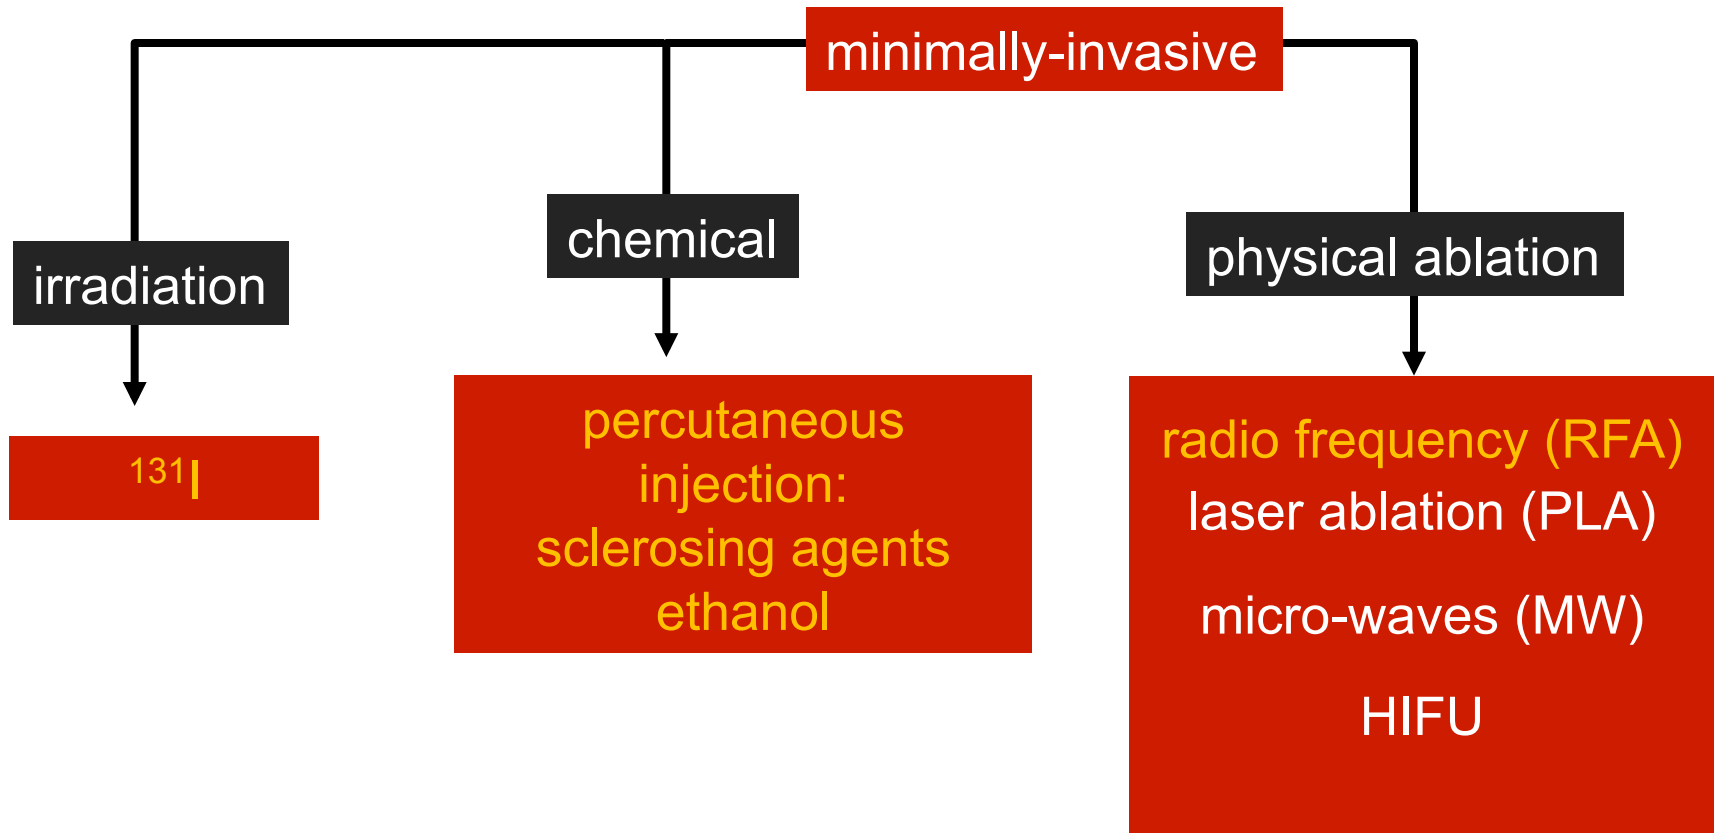 minimally-invasive
irradiation
chemical
physical ablation
¹³¹I
percutaneous
injection:
sclerosing agents
ethanol
radio frequency (RFA)
laser ablation (PLA)
micro-waves (MW)
HIFU